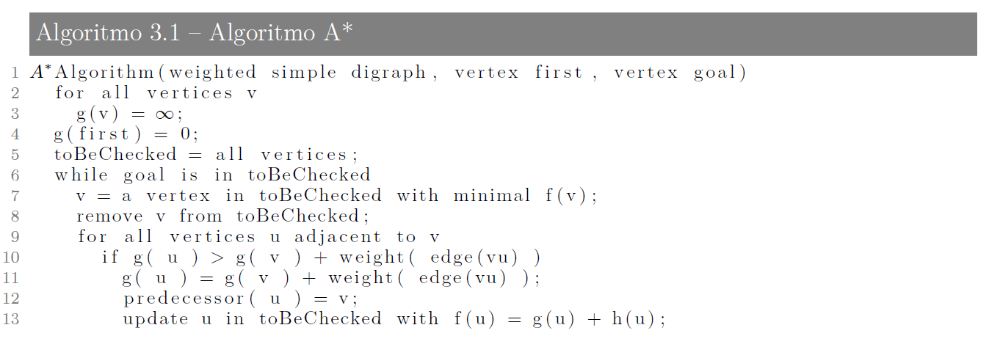 Algoritmo 3.1 – Algoritmo A*
1 A*Algorithm(weighted simple digraph, vertex first, vertex goal)
2 for all vertices v
3 g(v) = ∞;
4 g(first) = 0;
5 toBeChecked = all vertices;
6 while goal is in toBeChecked
7 v = a vertex in toBeChecked with minimal f(v);
8 remove v from toBeChecked;
9 for all vertices u adjacent to v
10 if g( u ) > g( v ) + weight( edge(vu) )
11 g( u ) = g( v ) + weight( edge(vu) );
12 predecessor( u ) = v;
13 update u in toBeChecked with f(u) = g(u) + h(u);